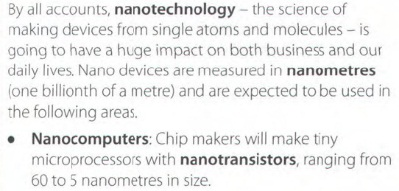 By all accounts, nanotechnology – the science of
making devices from single atoms and molecules – is
going to have a huge impact on both business and our
daily lives. Nano devices are measured in nanometres
(one billionth of a metre) and are expected to be used in
the following areas.
• Nanocomputers: Chip makers will make tiny
microprocessors with nanotransistors, ranging from
60 to 5 nanometres in size.